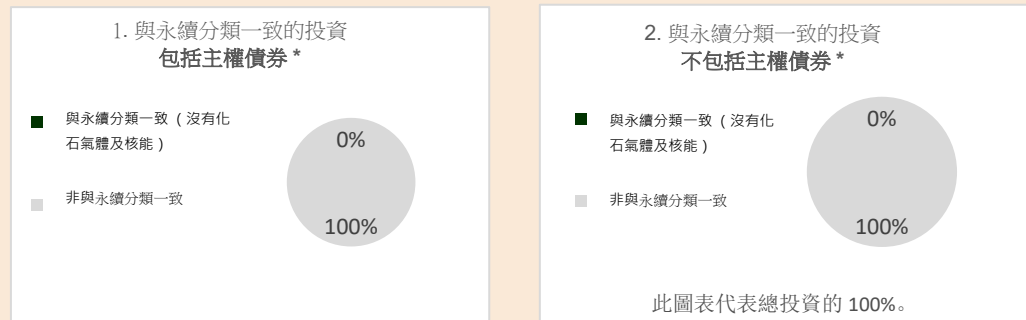 1. 與永續分類一致的投資
包括主權債券 *
與永續分類一致 ( 沒有化
石氣體及核能 )
非與永續分類一致
0%
100%
2. 與永續分類一致的投資
不包括主權債券 *
與永續分類一致 ( 沒有化
石氣體及核能 )
非與永續分類一致
0%
100%
此圖表代表總投資的 100%。